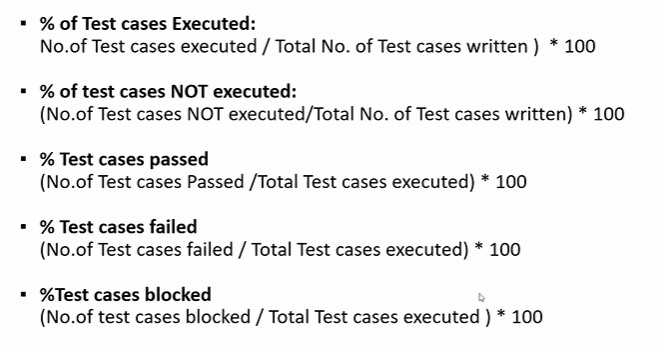 ▪ % of Test cases Executed:
No.of Test cases executed / Total No. of Test cases written ) * 100
▪ % of test cases NOT executed:
(No.of Test cases NOT executed/Total No. of Test cases written) * 100
▪ % Test cases passed
(No.of Test cases Passed /Total Test cases executed) * 100
▪ % Test cases failed
(No.of Test cases failed / Total Test cases executed) * 100
▪ %Test cases blocked
(No.of test cases blocked / Total Test cases executed ) * 100